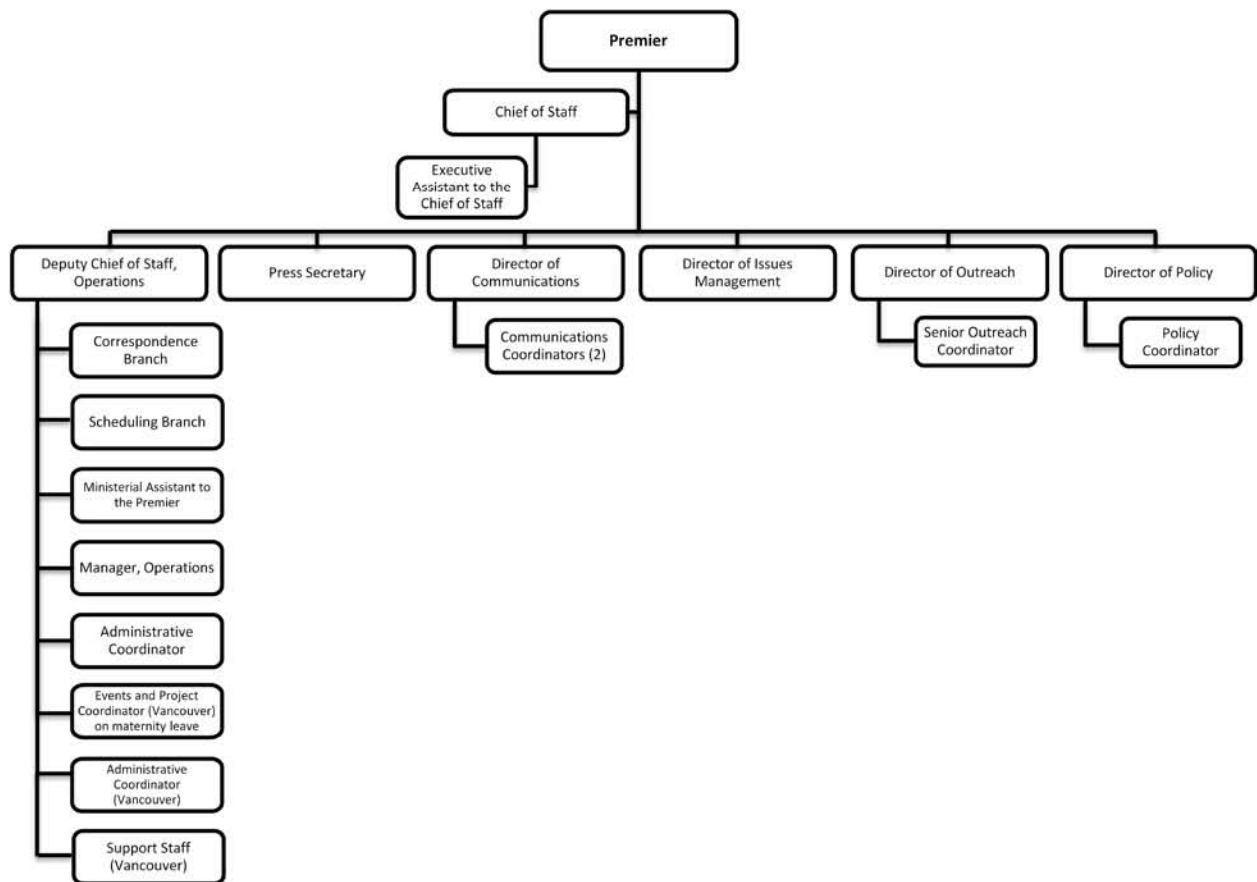 Premier
Chief of Staff
Executive
Assistant to the
Chief of Staff
Deputy Chief of Staff,
Operations
Press Secretary
Director of
Communications
Director of Issues
Management
Director of Outreach
Director of Policy
Correspondence
Branch
Communications
Coordinators (2)
Senior Outreach
Coordinator
Policy
Coordinator
Scheduling Branch
Ministerial Assistant to
the Premier
Manager, Operations
Administrative
Coordinator
Events and Project
Coordinator (Vancouver)
on maternity leave
Administrative
Coordinator
(Vancouver)
Support Staff
(Vancouver)